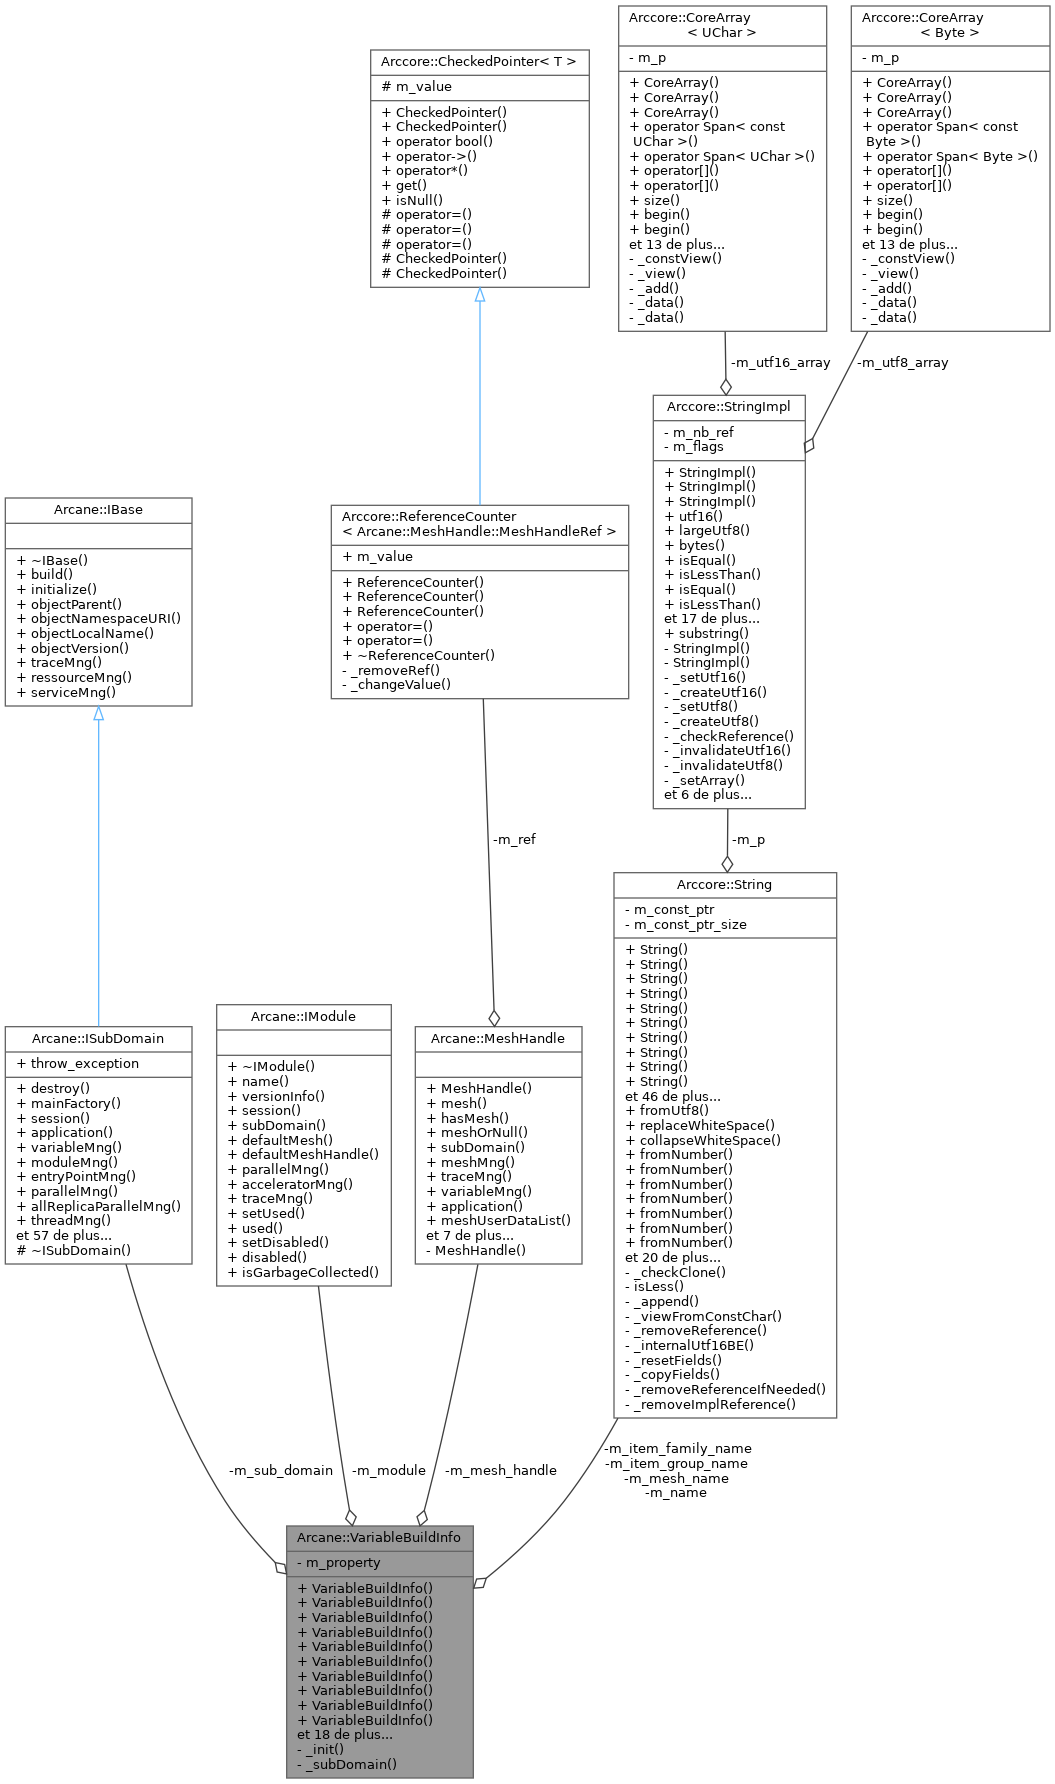 Arccore::CoreArray
< UChar >
- m_p
+ CoreArray()
+ CoreArray()
+ CoreArray()
+ operator Span< const
UChar >()
+ operator Span< UChar >()
+ operator[]()
+ operator[]()
+ size()
+ begin()
+ begin()
et 13 de plus...
- _constView()
- _view()
- _add()
- _data()
- _data()
Arccore::CoreArray
< Byte >
- m_p
+ CoreArray()
+ CoreArray()
+ CoreArray()
+ operator Span< const
Byte >()
+ operator Span< Byte >()
+ operator[]()
+ operator[]()
+ size()
+ begin()
+ begin()
et 13 de plus...
- _constView()
- _view()
- _add()
- _data()
- _data()
Arccore::CheckedPointer< T >
# m_value
+ CheckedPointer()
+ CheckedPointer()
+ operator bool()
+ operator->()
+ operator*()
+ get()
+ isNull()
# operator=()
# operator=()
# operator=()
# CheckedPointer()
# CheckedPointer()
-m_utf16_array
-m_utf8_array
Arccore::StringImpl
- m_nb_ref
- m_flags
+ StringImpl()
+ StringImpl()
+ StringImpl()
+ utf16()
+ largeUtf8()
+ bytes()
+ isEqual()
+ isLessThan()
+ isEqual()
+ isLessThan()
et 17 de plus...
+ substring()
- StringImpl()
- StringImpl()
- _setUtf16()
- _createUtf16()
- _setUtf8()
- _createUtf8()
- _checkReference()
- _invalidateUtf16()
- _invalidateUtf8()
- _setArray()
et 6 de plus...
Arcane::IBase
+ ~IBase()
+ build()
+ initialize()
+ objectParent()
+ objectNamespaceURI()
+ objectLocalName()
+ objectVersion()
+ traceMng()
+ ressourceMng()
+ serviceMng()
Arccore::ReferenceCounter
< Arcane::MeshHandle::MeshHandleRef >
+ m_value
+ ReferenceCounter()
+ ReferenceCounter()
+ ReferenceCounter()
+ operator=()
+ operator=()
+ ~ReferenceCounter()
- _removeRef()
- _changeValue()
-m_ref
-m_p
Arccore::String
- m_const_ptr
- m_const_ptr_size
+ String()
+ String()
+ String()
+ String()
+ String()
+ String()
+ String()
+ String()
+ String()
+ String()
et 46 de plus...
+ fromUtf8()
+ replaceWhiteSpace()
+ collapseWhiteSpace()
+ fromNumber()
+ fromNumber()
+ fromNumber()
+ fromNumber()
+ fromNumber()
+ fromNumber()
+ fromNumber()
et 20 de plus...
- _checkClone()
- isLess()
- _append()
- _viewFromConstChar()
- _removeReference()
- _internalUtf16BE()
- _resetFields()
- _copyFields()
- _removeReferenceIfNeeded()
- _removeImplReference()
Arcane::ISubDomain
+ throw_exception
+ destroy()
+ mainFactory()
+ session()
+ application()
+ variableMng()
+ moduleMng()
+ entryPointMng()
+ parallelMng()
+ allReplicaParallelMng()
+ threadMng()
et 57 de plus...
# ~ISubDomain()
Arcane::IModule
+ ~IModule()
+ name()
+ versionInfo()
+ session()
+ subDomain()
+ defaultMesh()
+ defaultMeshHandle()
+ parallelMng()
+ acceleratorMng()
+ traceMng()
+ setUsed()
+ used()
+ setDisabled()
+ disabled()
+ isGarbageCollected()
Arcane::MeshHandle
+ MeshHandle()
+ mesh()
+ hasMesh()
+ meshOrNull()
+ subDomain()
+ meshMng()
+ traceMng()
+ variableMng()
+ application()
+ meshUserDataList()
et 7 de plus...
- MeshHandle()
-m_sub_domain
-m_module
-m_mesh_handle
-m_item_family_name
-m_item_group_name
-m_mesh_name
-m_name
Arcane::VariableBuildInfo
- m_property
+ VariableBuildInfo()
+ VariableBuildInfo()
+ VariableBuildInfo()
+ VariableBuildInfo()
+ VariableBuildInfo()
+ VariableBuildInfo()
+ VariableBuildInfo()
+ VariableBuildInfo()
+ VariableBuildInfo()
+ VariableBuildInfo()
et 18 de plus...
- _init()
- _subDomain()